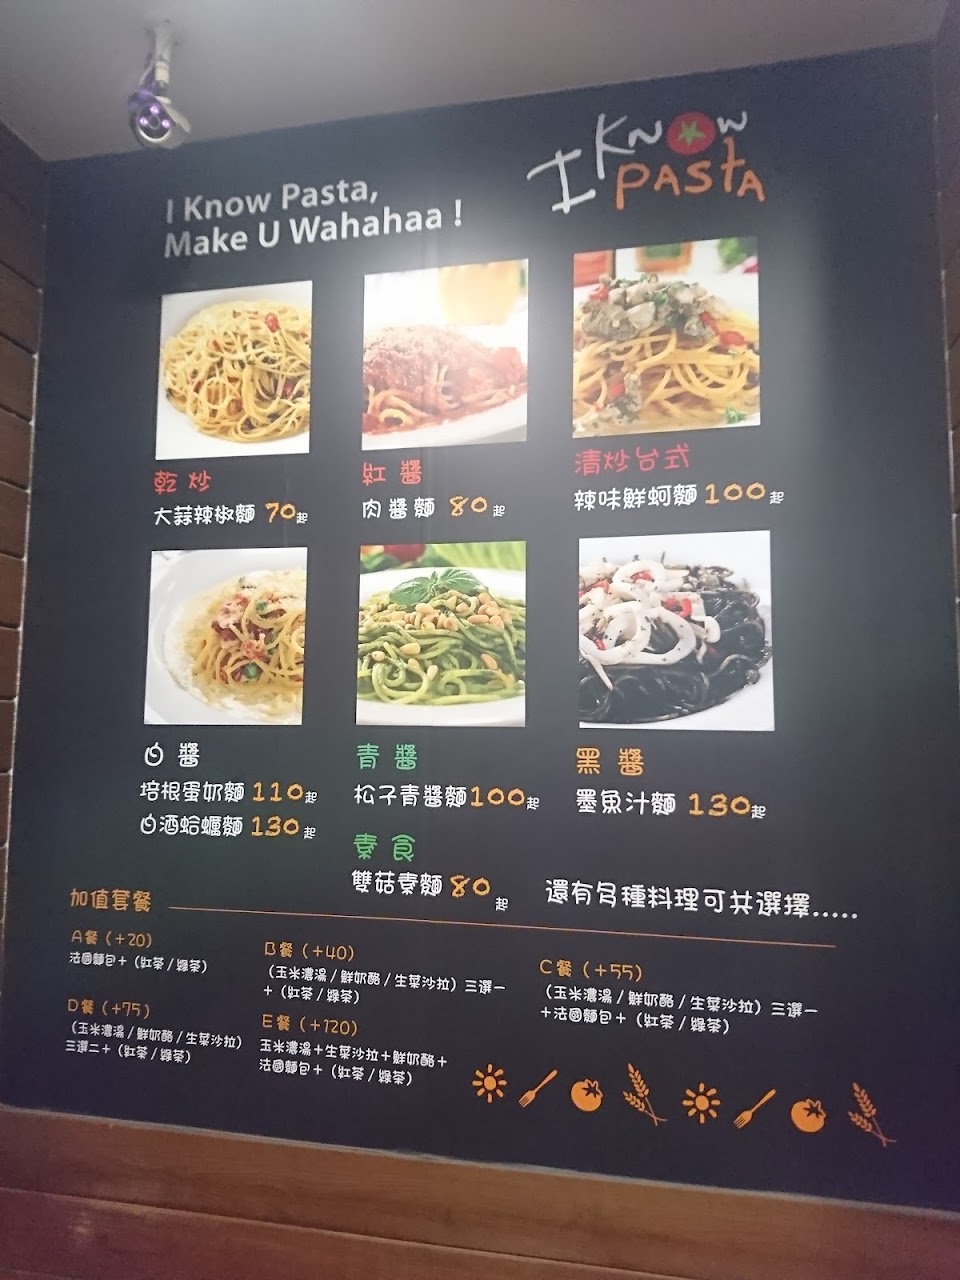 I Know Pasta,
Make U Wahahaa !
I KNOW
PASTA
乾炒
大蒜辣椒麵 70起
紅醬
肉醬麵 80起
清炒台式
辣味鮮蚵麵 100起
白醬
培根蛋奶麵 110起
白酒蛤蠣麵 130起
青醬
松子青醬麵 100起
素食
雙菇素麵 80起
黑醬
墨魚汁麵 130起
還有多種料理可共選擇.....
加值套餐
A餐 (+20)
法國麵包+(紅茶/綠茶)
B餐 (+40)
(玉米濃湯/鮮奶酪/生菜沙拉)三選一
+(紅茶/綠茶)
C餐 (+55)
(玉米濃湯/鮮奶酪/生菜沙拉)三選一
+法國麵包+(紅茶/綠茶)
D餐 (+75)
(玉米濃湯/鮮奶酪/生菜沙拉)
三選二+(紅茶/綠茶)
E餐 (+120)
玉米濃湯+生菜沙拉+鮮奶酪+
法國麵包+(紅茶/綠茶)